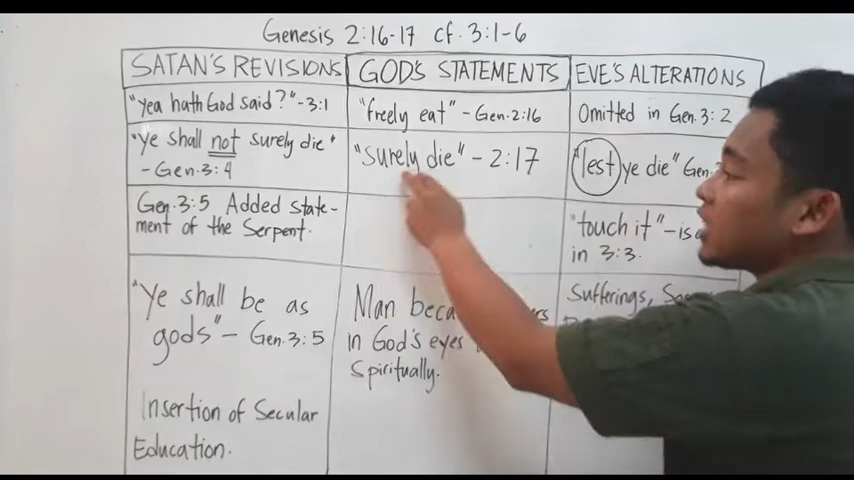 Genesis 2:16-17 cf. 3:1-6
SATAN'S REVISIONS
GOD'S STATEMENTS
EVE'S ALTERATIONS
"Yea hath God said?" -3:1
"freely eat" - Gen. 2:16
Omitted in Gen. 3: 2
"Ye shall not surely die"
- Gen. 3: 4
"Surely die" - 2:17
"lest ye die" Gen.
Gen. 3:5 Added state-
ment of the Serpent.
"touch it" - is
in 3:3.
"Ye shall be as
gods" - Gen. 3:5
Insertion of Secular
Education.
Man
in God's eyes
Spiritually.
Sufferings,